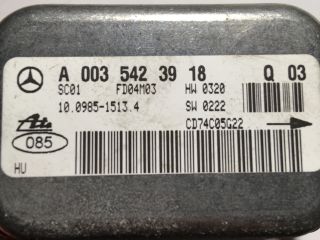 A 003 542 39 18 Q 03
SC01 FD04M03 HW 0320
10.0985-1513.4 SW 0222
Ate CD74C05G22
085
HU